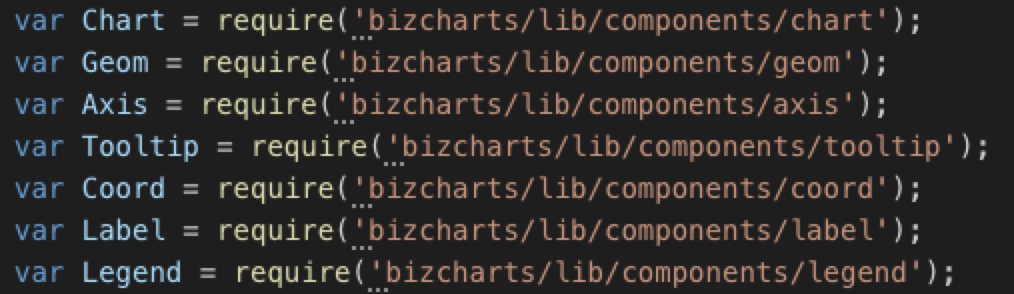 var Chart = require('bizcharts/lib/components/chart');
var Geom = require('bizcharts/lib/components/geom');
var Axis = require('bizcharts/lib/components/axis');
var Tooltip = require('bizcharts/lib/components/tooltip');
var Coord = require('bizcharts/lib/components/coord');
var Label = require('bizcharts/lib/components/label');
var Legend = require('bizcharts/lib/components/legend');